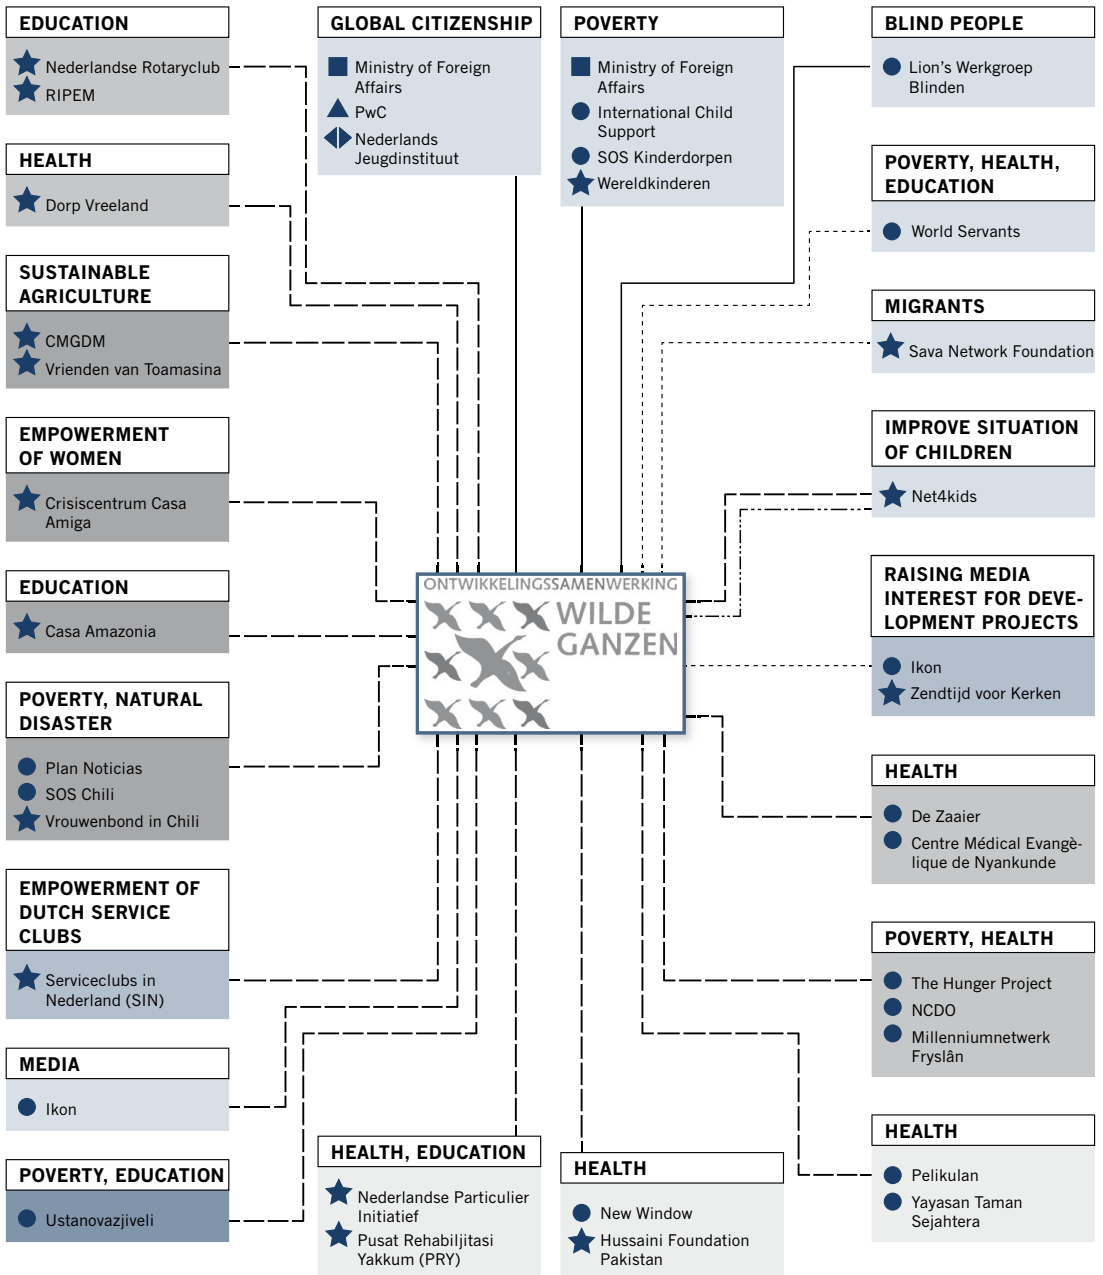 EDUCATION
Nederlandse Rotaryclub
RIPEM
HEALTH
Dorp Vreeland
SUSTAINABLE
AGRICULTURE
CMGDM
Vrienden van Toamasina
EMPOWERMENT
OF WOMEN
Crisiscentrum Casa
Amiga
EDUCATION
Casa Amazonia
POVERTY, NATURAL
DISASTER
Plan Noticias
SOS Chili
Vrouwenbond in Chili
EMPOWERMENT OF
DUTCH SERVICE
CLUBS
Serviceclubs in
Nederland (SIN)
MEDIA
Ikon
POVERTY, EDUCATION
Ustanovazjiveli
GLOBAL CITIZENSHIP
Ministry of Foreign
Affairs
PwC
Nederlands
Jeugdinstituut
POVERTY
Ministry of Foreign
Affairs
International Child
Support
SOS Kinderdorpen
Wereldkinderen
ONTWIKKELINGSSAMENWERKING
WILDE
GANZEN
HEALTH, EDUCATION
Nederlandse Particulier
Initiatief
Pusat Rehabiljitasi
Yakkum (PRY)
HEALTH
New Window
Hussaini Foundation
Pakistan
BLIND PEOPLE
Lion's Werkgroep
Blinden
POVERTY, HEALTH,
EDUCATION
World Servants
MIGRANTS
Sava Network Foundation
IMPROVE SITUATION
OF CHILDREN
Net4kids
RAISING MEDIA
INTEREST FOR DEVE-
LOPMENT PROJECTS
Ikon
Zendtijd voor Kerken
HEALTH
De Zaaier
Centre Médical Evangè-
lique de Nyankunde
POVERTY, HEALTH
The Hunger Project
NCDO
Millenniumnetwerk
Fryslân
HEALTH
Pelikulan
Yayasan Taman
Sejahtera